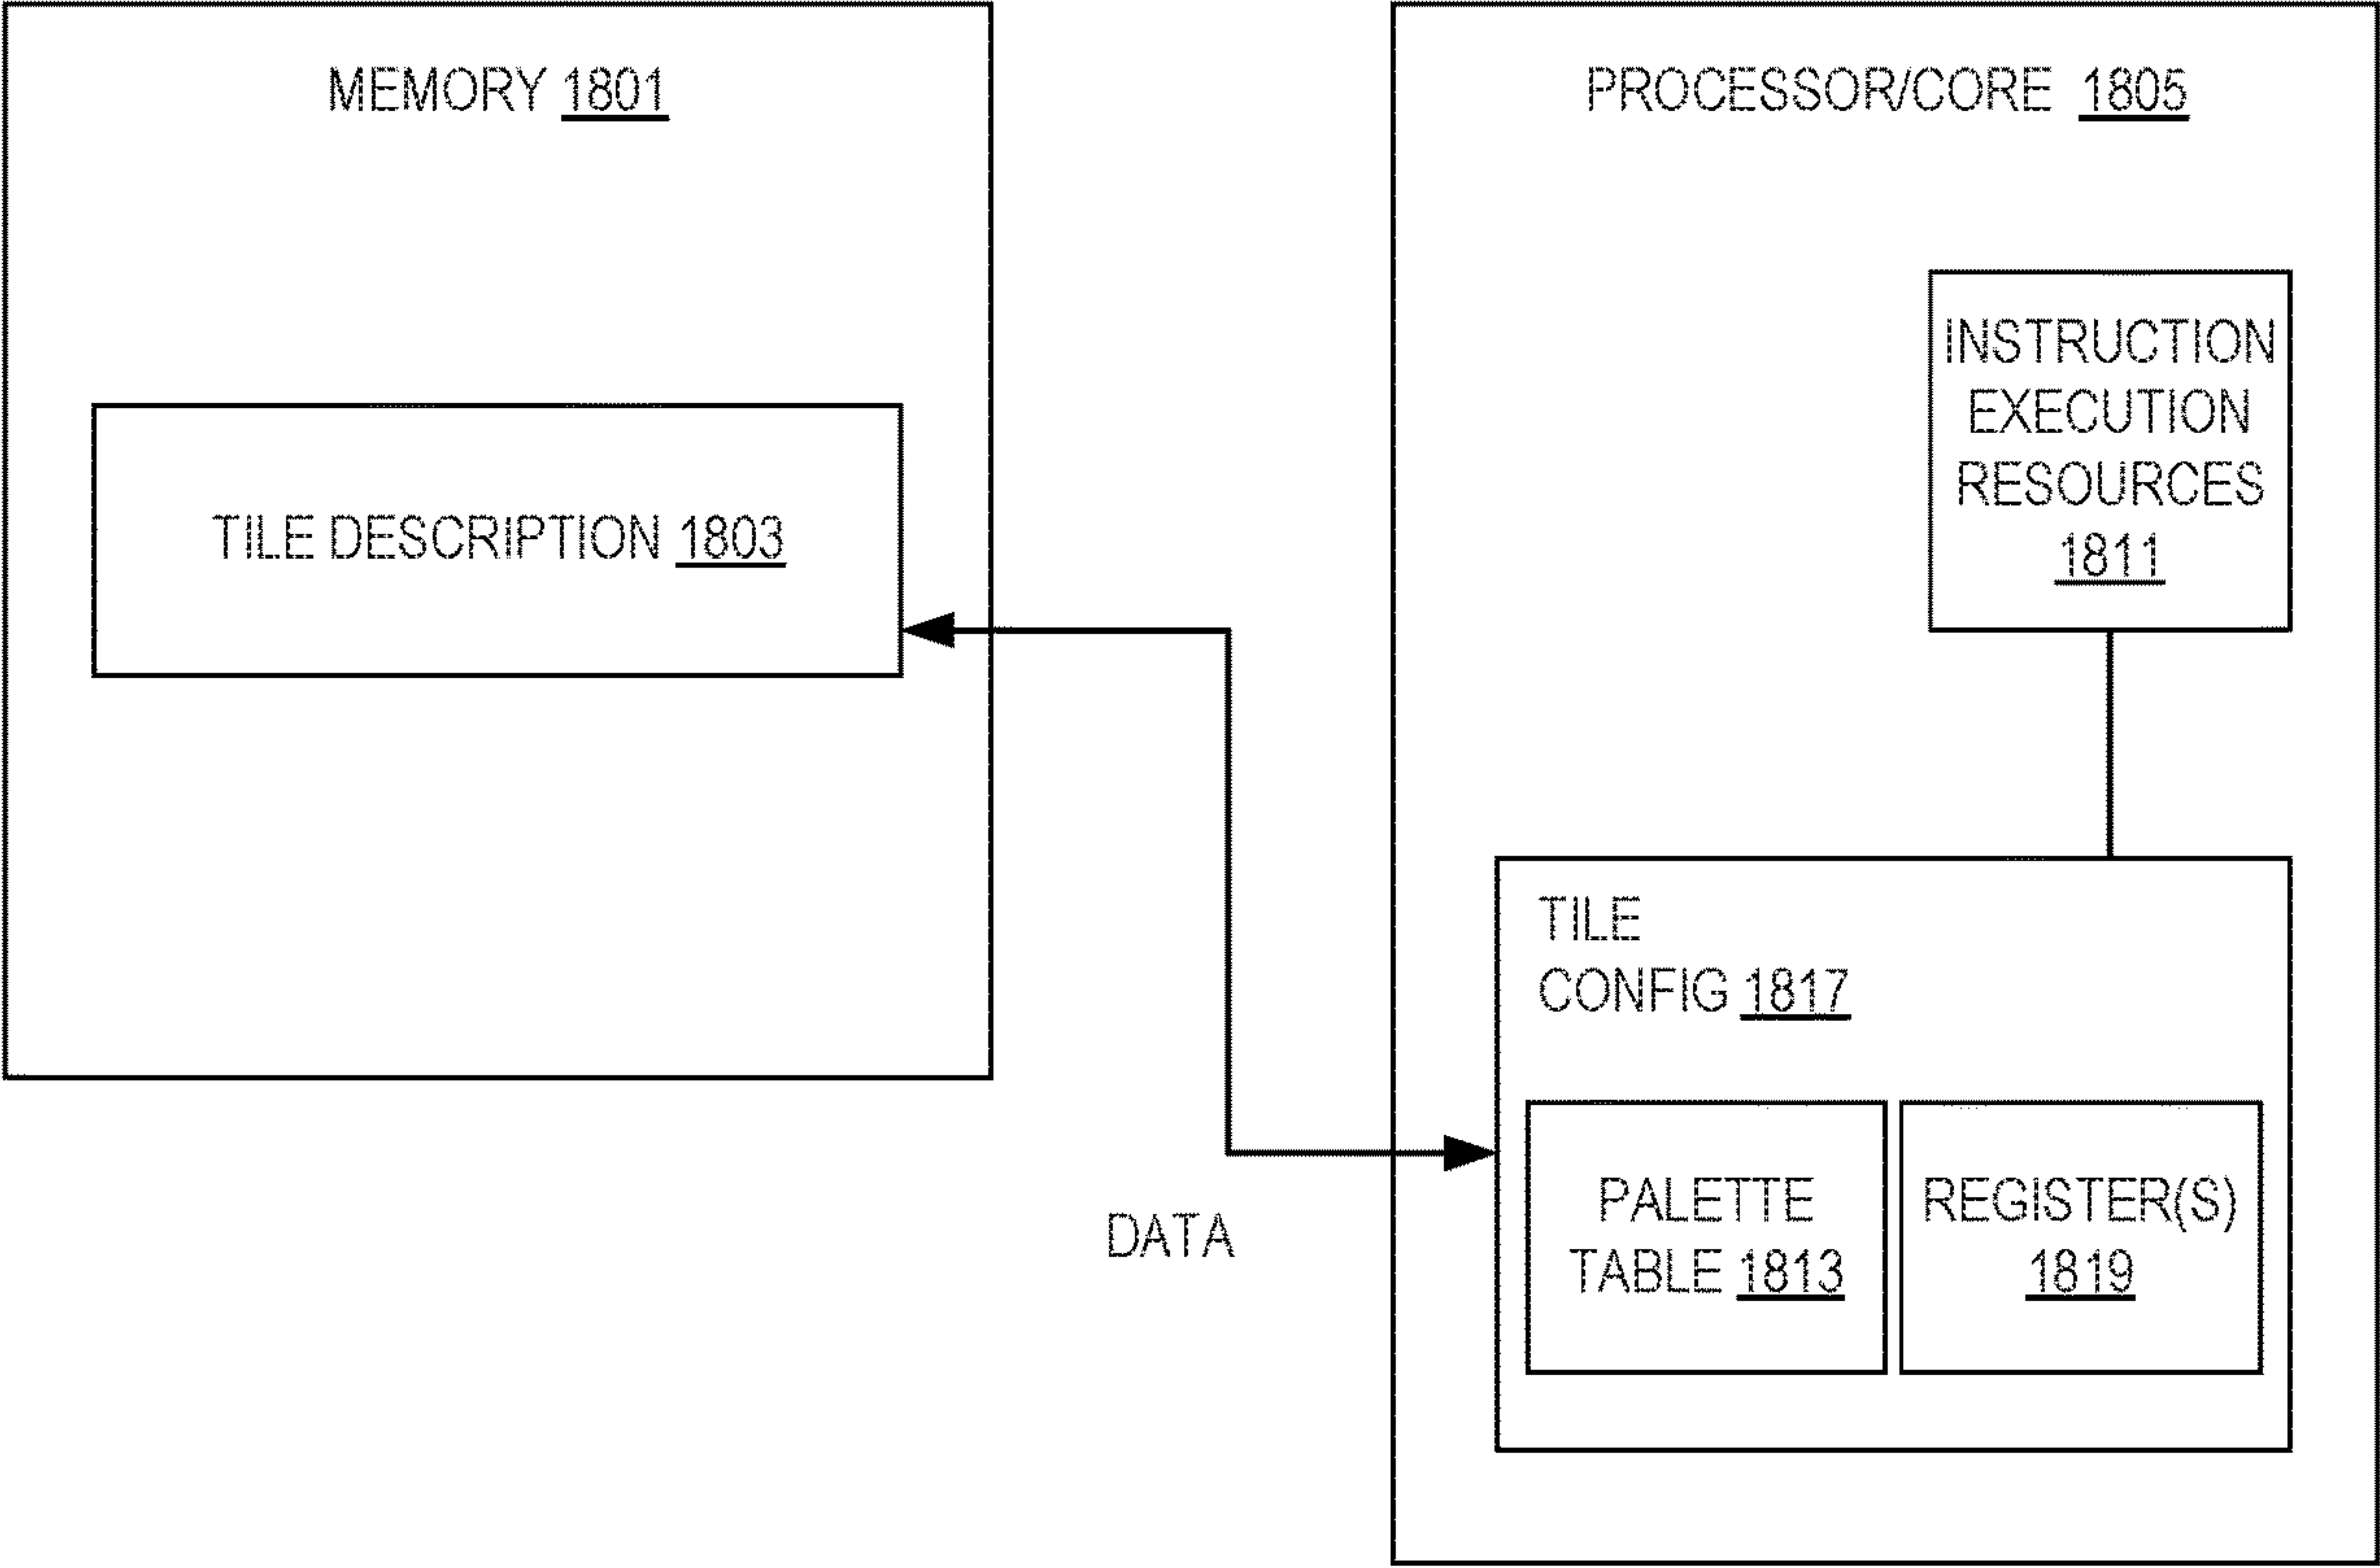 MEMORY 1801
TILE DESCRIPTION 1803
DATA
PROCESSOR/CORE 1805
INSTRUCTION
EXECUTION
RESOURCES
1811
TILE
CONFIG 1817
PALETTE
TABLE 1813
REGISTER(S)
1819